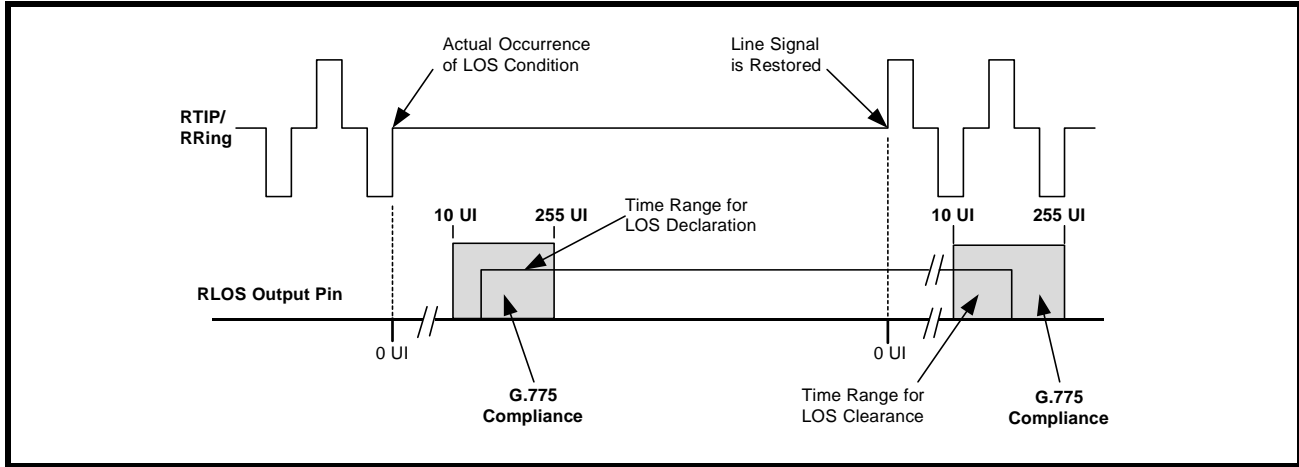 Actual Occurrence
of LOS Condition
Line Signal
is Restored
RTIP/
RRing
10 UI
255 UI
Time Range for
LOS Declaration
10 UI
255 UI
RLOS Output Pin
0 UI
0 UI
G.775
Compliance
Time Range for
LOS Clearance
G.775
Compliance